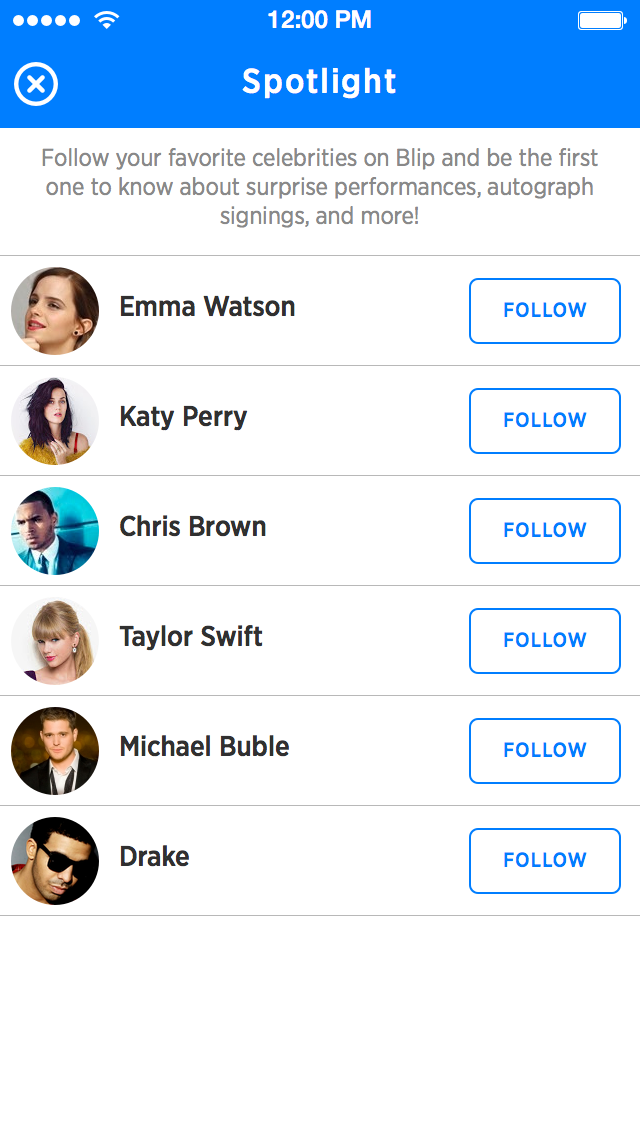 12:00 PM
Spotlight
Follow your favorite celebrities on Blip and be the first
one to know about surprise performances, autograph
signings, and more!
Emma Watson
FOLLOW
Katy Perry
FOLLOW
Chris Brown
FOLLOW
Taylor Swift
FOLLOW
Michael Buble
FOLLOW
Drake
FOLLOW